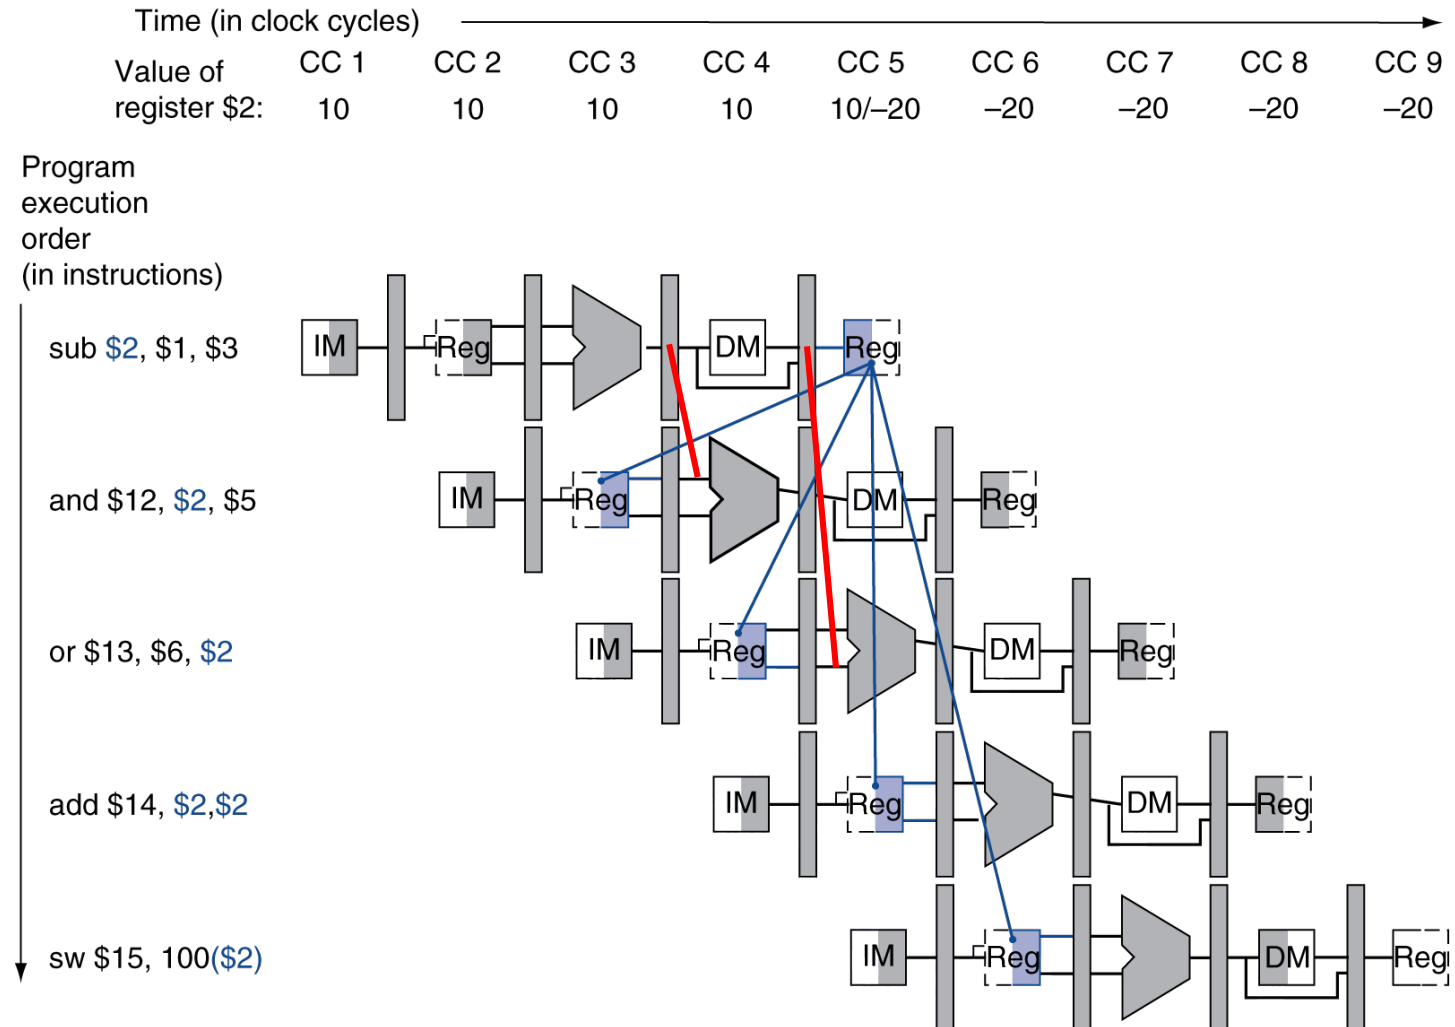 Time (in clock cycles)
Value of register $2:
CC 1 CC 2 CC 3 CC 4 CC 5 CC 6 CC 7 CC 8 CC 9
10 10 10 10 10/–20 –20 –20 –20 –20
Program
execution
order
(in instructions)
sub $2, $1, $3
IM Reg DM Reg
and $12, $2, $5
IM Reg DM Reg
or $13, $6, $2
IM Reg DM Reg
add $14, $2,$2
IM Reg DM Reg
sw $15, 100($2)
IM Reg DM Reg